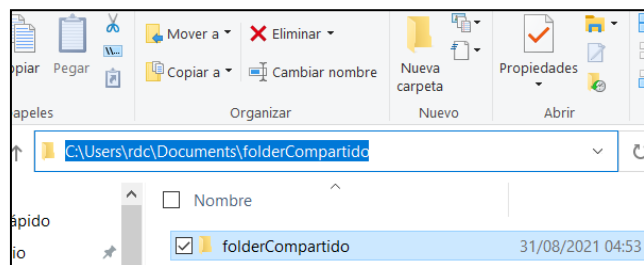 Mover a
Eliminar
opiar Pegar
Copiar a
Cambiar nombre
Nueva
carpeta
Propiedades
apeles
Organizar
Nuevo
Abrir
C:\Users\rdc\Documents\folderCompartido
Nombre
ápido
io
folderCompartido
31/08/2021 04:53